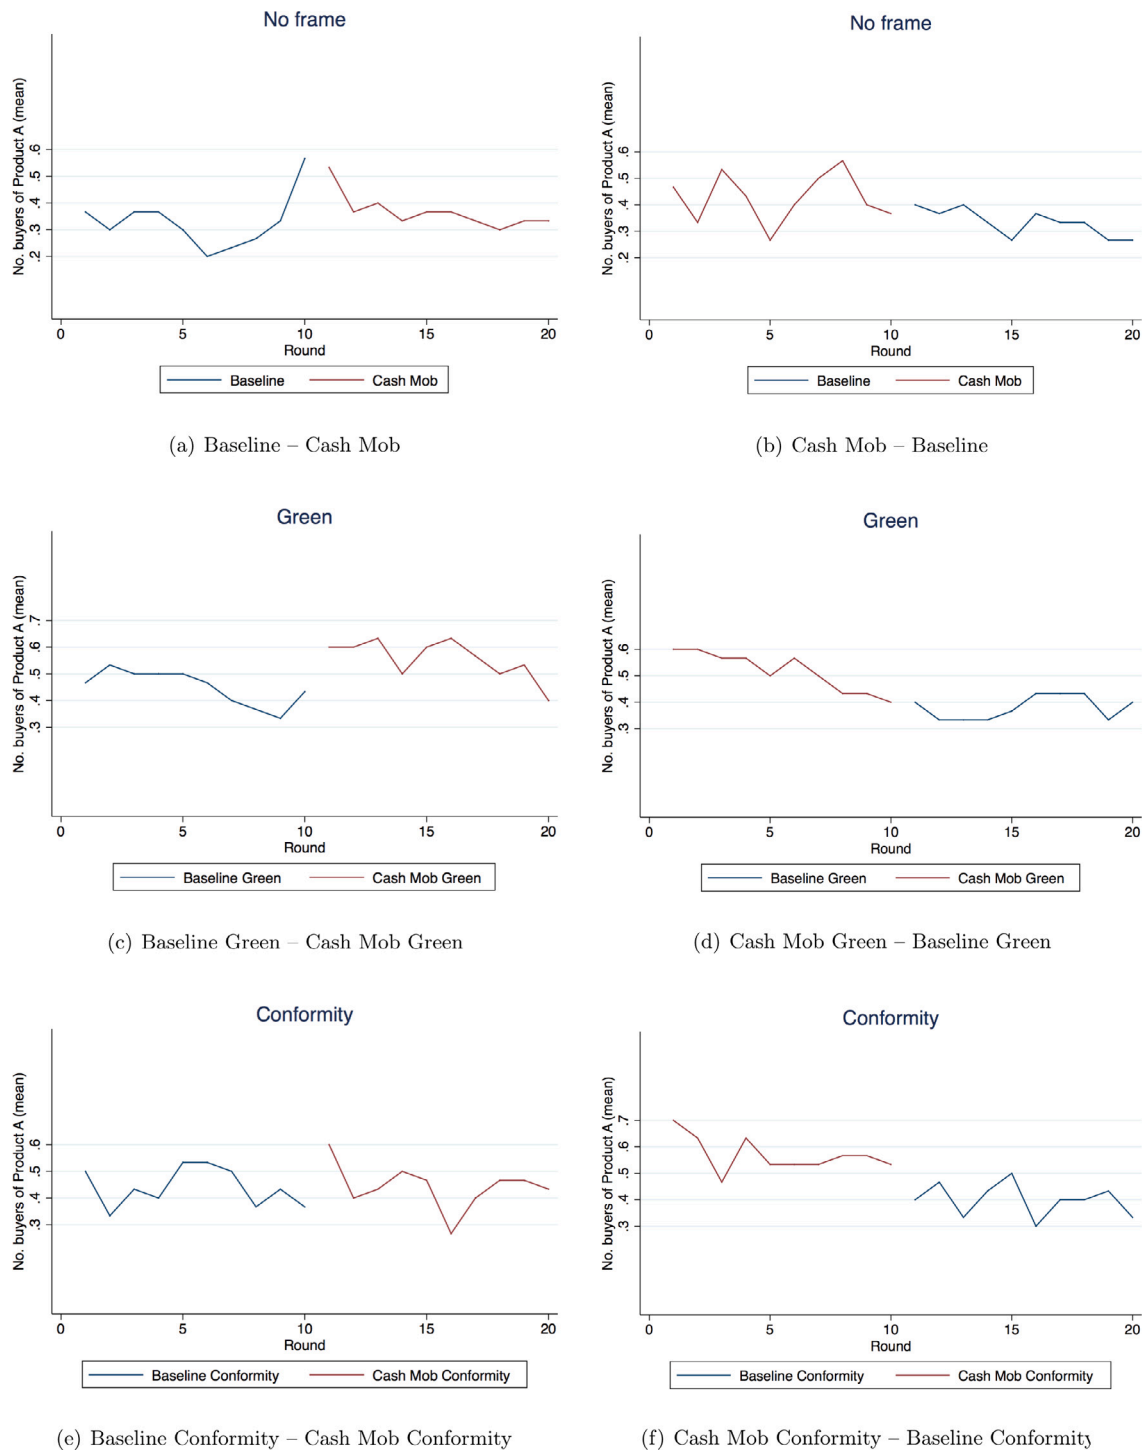 No frame
No. buyers of Product A (mean)
.6
.5
.4
.3
.2
0 5 10 15 20
Round
Baseline Cash Mob
(a) Baseline – Cash Mob
No frame
No. buyers of Product A (mean)
.6
.5
.4
.3
.2
0 5 10 15 20
Round
Baseline Cash Mob
(b) Cash Mob – Baseline
Green
No. buyers of Product A (mean)
.7
.6
.5
.4
.3
0 5 10 15 20
Round
Baseline Green Cash Mob Green
(c) Baseline Green – Cash Mob Green
Green
No. buyers of Product A (mean)
.6
.5
.4
.3
0 5 10 15 20
Round
Baseline Green Cash Mob Green
(d) Cash Mob Green – Baseline Green
Conformity
No. buyers of Product A (mean)
.6
.5
.4
.3
0 5 10 15 20
Round
Baseline Conformity Cash Mob Conformity
(e) Baseline Conformity – Cash Mob Conformity
Conformity
No. buyers of Product A (mean)
.7
.6
.5
.4
.3
0 5 10 15 20
Round
Baseline Conformity Cash Mob Conformity
(f) Cash Mob Conformity – Baseline Conformity